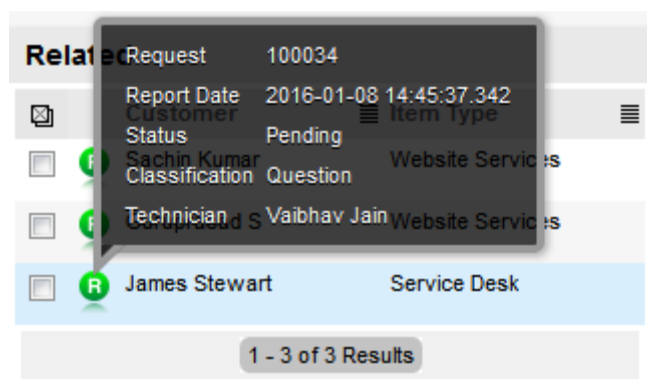 Related
Request 100034
Report Date 2016-01-08 14:45:37.342
Customer Item Type
Status Pending
Sachin Kumar Website Services
Classification Question
Technician Vaibhav Jain
S Website Services
R James Stewart Service Desk
1 - 3 of 3 Results